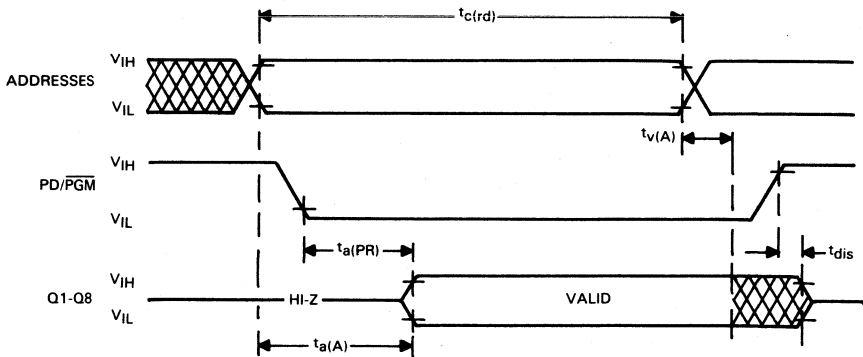 tc(rd)
VIH
ADDRESSES
VIL
tv(A)
VIH
PD/PGM
VIL
ta(PR)
tdis
VIH
Q1-Q8
HI-Z
VALID
VIL
ta(A)